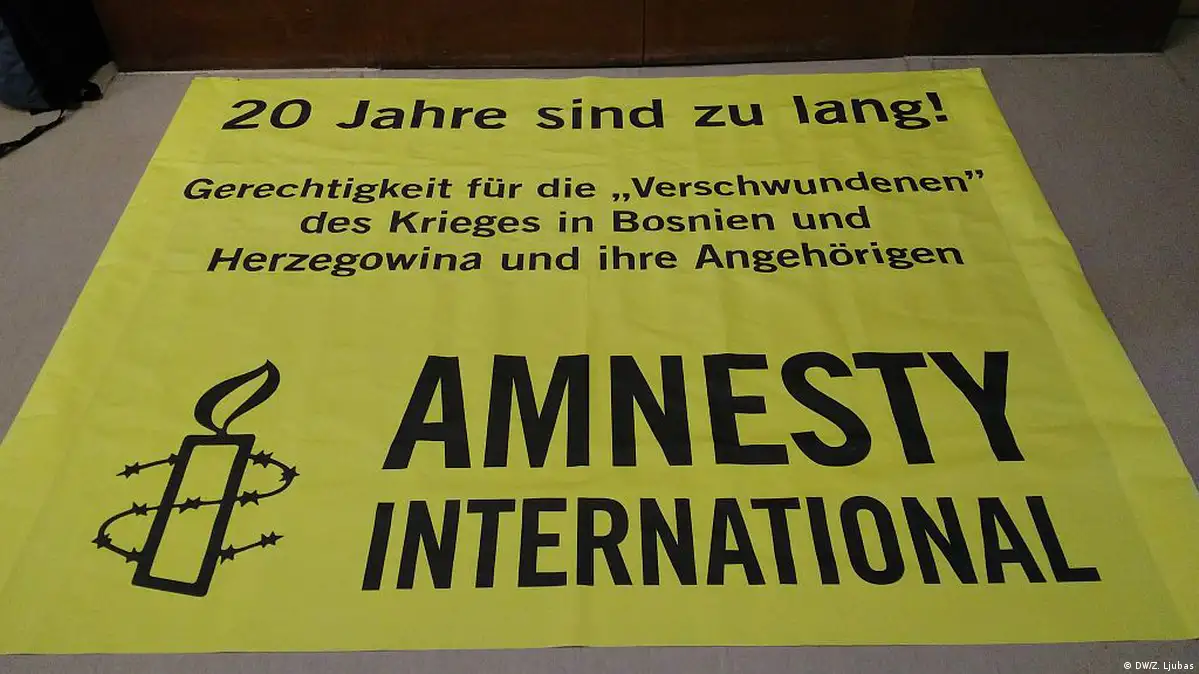 20 Jahre sind zu lang!
Gerechtigkeit für die „Verschwundenen”
des Krieges in Bosnien und
Herzegowina und ihre Angehörigen
AMNESTY
INTERNATIONAL
© DW/Z. Ljubas